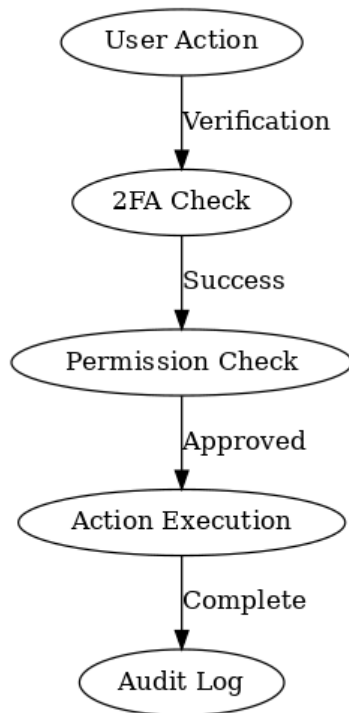 User Action
Verification
2FA Check
Success
Permission Check
Approved
Action Execution
Complete
Audit Log